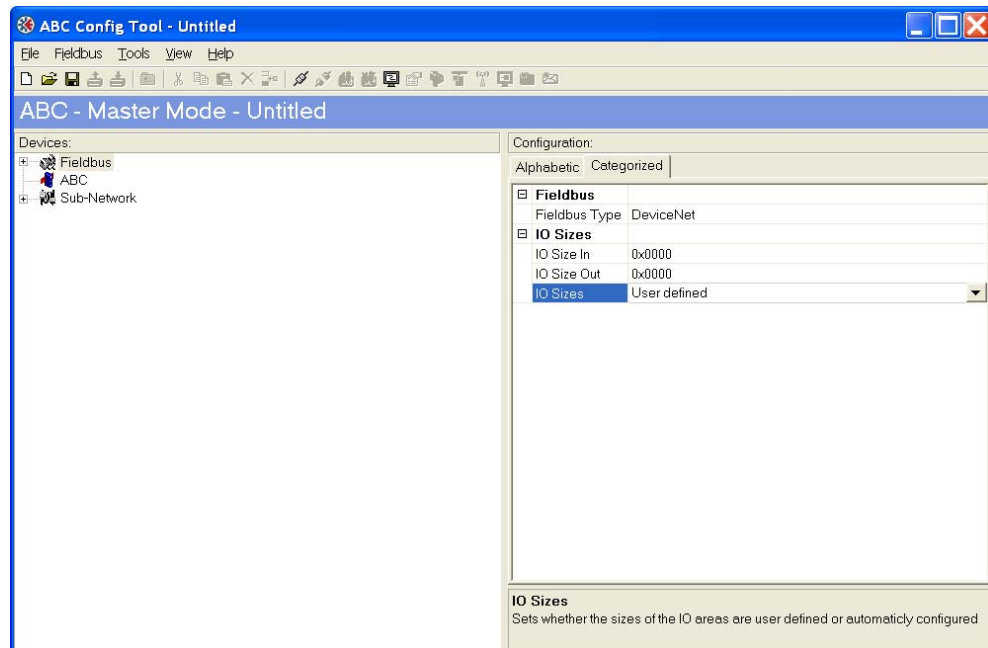 ABC Config Tool - Untitled
File Fieldbus Tools View Help
ABC - Master Mode - Untitled
Devices:
Fieldbus
ABC
Sub-Network
Configuration:
Alphabetic Categorized
Fieldbus
Fieldbus Type DeviceNet
IO Sizes
IO Size In 0x0000
IO Size Out 0x0000
IO Sizes User defined
IO Sizes
Sets whether the sizes of the IO areas are user defined or automaticly configured